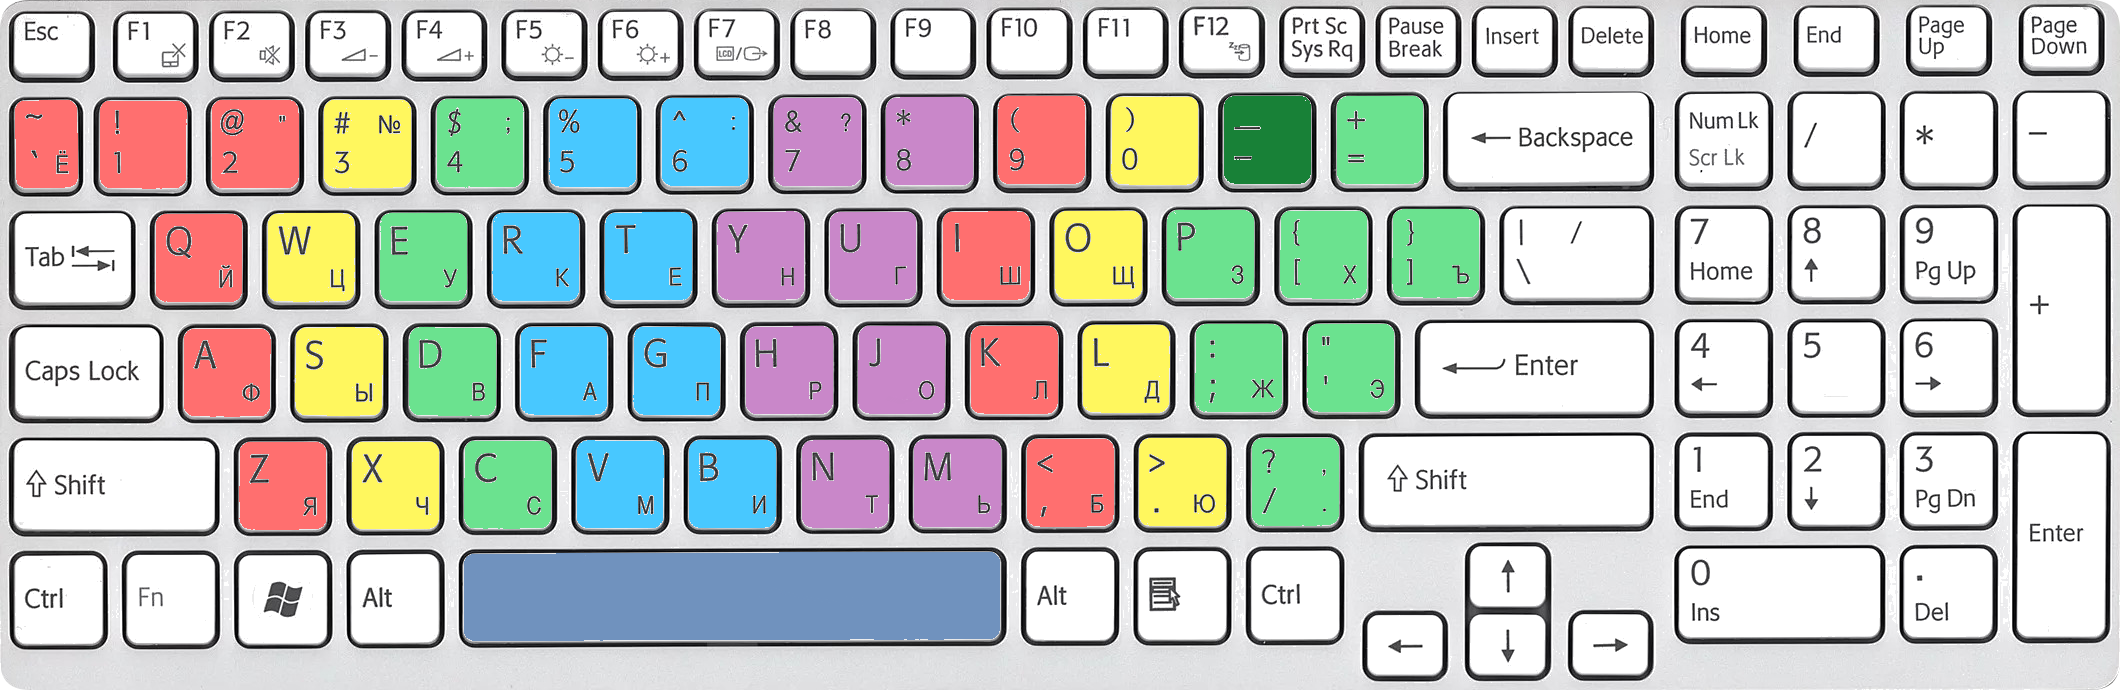 Esc F1 F2 F3 F4 F5 F6 F7 LCD F8 F9 F10 F11 F12 Prt Sc Sys Rq Pause Break Insert Delete Home End Page Up Page Down
~ ` Ё ! 1 @ " 2 # № 3 $ ; 4 % 5 ^ : 6 & ? 7 * 8 ( 9 ) 0 _ - + = ← Backspace Num Lk Scr Lk / * -
Tab Q Й W Ц E У R К T Е Y Н U Г I Ш O Щ P З { [ Х } ] Ъ | / \ 7 Home 8 ↑ 9 Pg Up +
Caps Lock A Ф S Ы D В F А G П H Р J О K Л L Д : ; Ж " ' Э Enter 4 ← 5 6 →
⇧ Shift Z Я X Ч C С V М B И N Т M Ь < , Б > . Ю ? , / . ⇧ Shift 1 End 2 ↓ 3 Pg Dn Enter
Ctrl Fn Alt Alt Ctrl ← ↑ ↓ → 0 Ins . Del